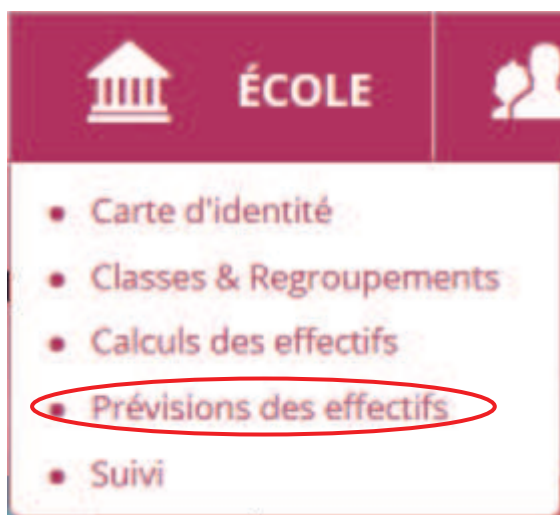 ÉCOLE
Carte d'identité
Classes & Regroupements
Calculs des effectifs
Prévisions des effectifs
Suivi